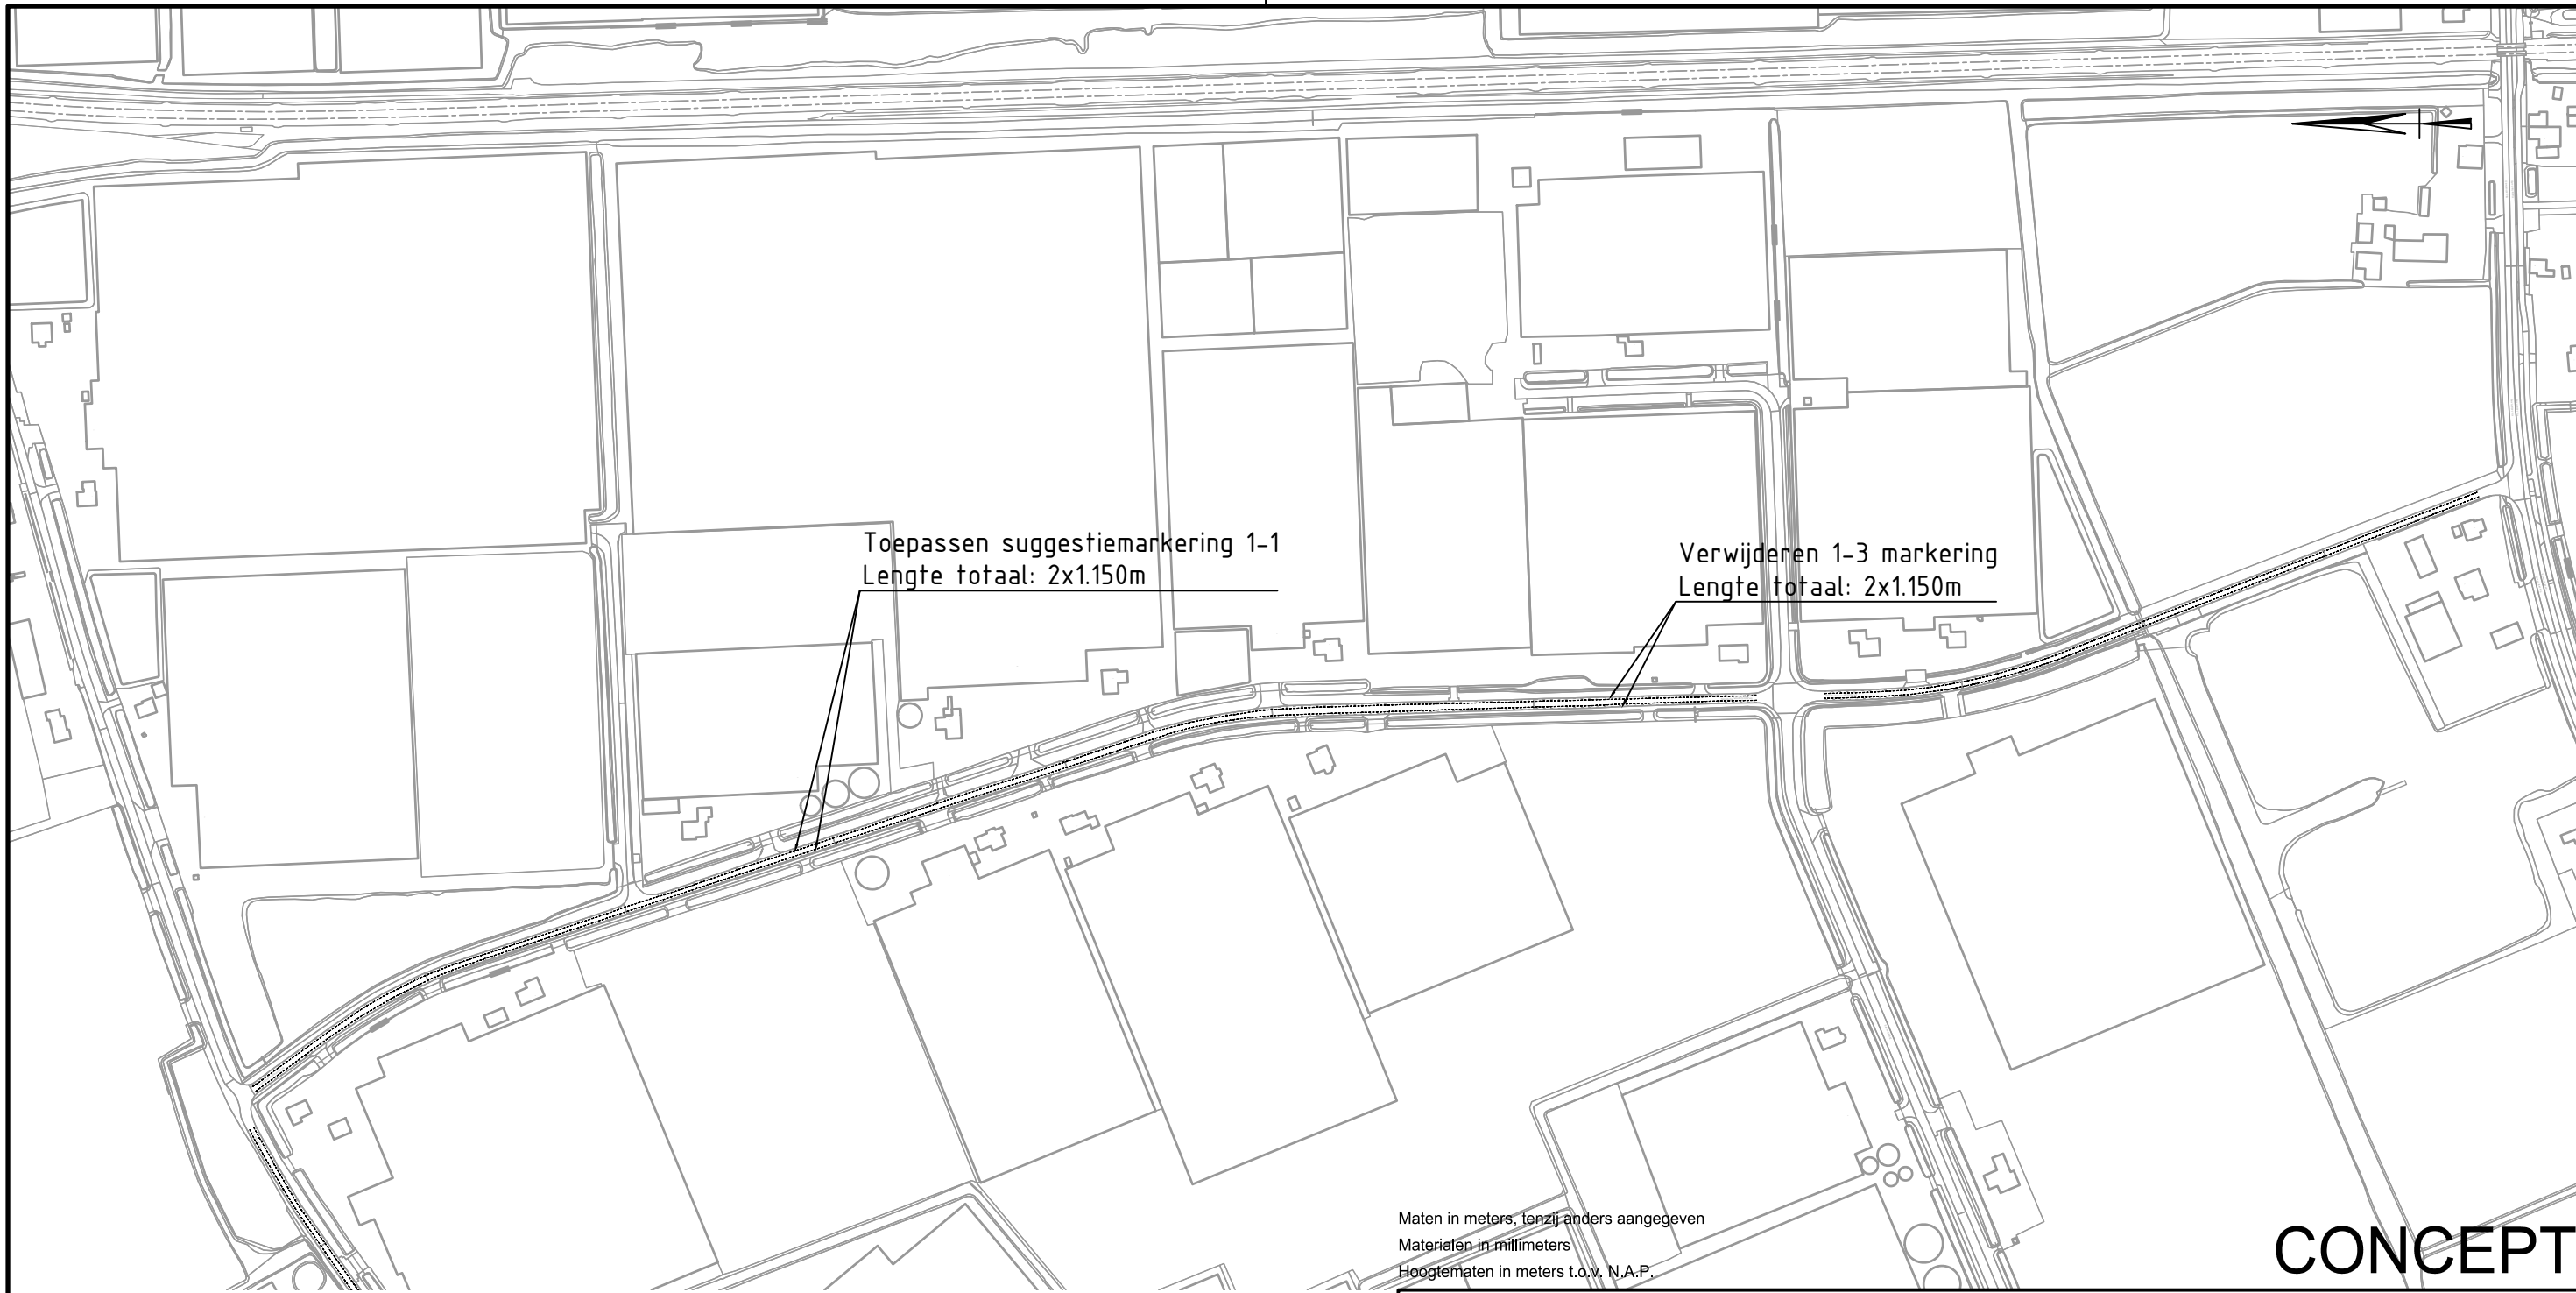 Toepassen suggestiemarkering 1-1
Lengte totaal: 2x1.150m
Verwijderen 1-3 markering
Lengte totaal: 2x1.150m
Maten in meters, tenzij anders aangegeven
Materialen in millimeters
Hoogtematen in meters t.o.v. N.A.P.
CONCEPT